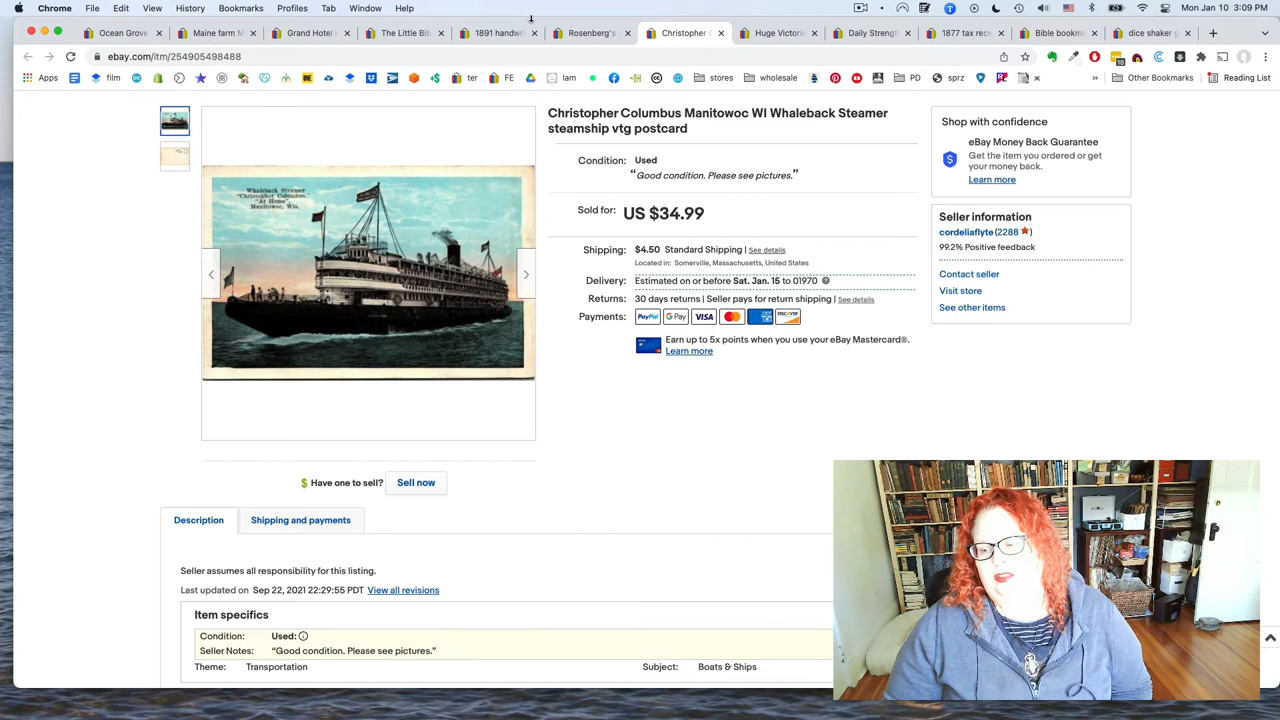 Chrome File Edit View History Bookmarks Profiles Tab Window Help Mon Jan 10 3:09 PM
Ocean Grove Maine farm M Grand Hotel The Little Bib 1891 handwri Rosenberg's Christopher C Huge Victoria Daily Strength 1877 tax rece Bible bookma dice shaker g
ebay.com/itm/254905498488
Apps film ter FE lam stores wholesale PD sprz » Other Bookmarks Reading List
Christopher Columbus Manitowoc WI Whaleback Steamer
steamship vtg postcard
Condition: Used
“Good condition. Please see pictures.”
Sold for: US $34.99
Shipping: $4.50 Standard Shipping | See details
Located in: Somerville, Massachusetts, United States
Delivery: Estimated on or before Sat. Jan. 15 to 01970
Returns: 30 days returns | Seller pays for return shipping | See details
Payments: PayPal G Pay VISA DISCOVER
Earn up to 5x points when you use your eBay Mastercard®.
Learn more
Shop with confidence
eBay Money Back Guarantee
Get the item you ordered or get
your money back.
Learn more
Seller information
cordeliaflyte (2288)
99.2% Positive feedback
Contact seller
Visit store
See other items
Whaleback Steamer
"Christopher Columbus.
"At Home".
Manitowoc, Wis.
Have one to sell? Sell now
Description Shipping and payments
Seller assumes all responsibility for this listing.
Last updated on Sep 22, 2021 22:29:55 PDT View all revisions
Item specifics
Condition: Used:
Seller Notes: “Good condition. Please see pictures.”
Theme: Transportation Subject: Boats & Ships